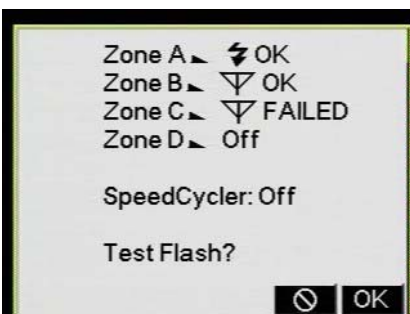 Zone A OK
Zone B OK
Zone C FAILED
Zone D Off
SpeedCycler: Off
Test Flash?
OK